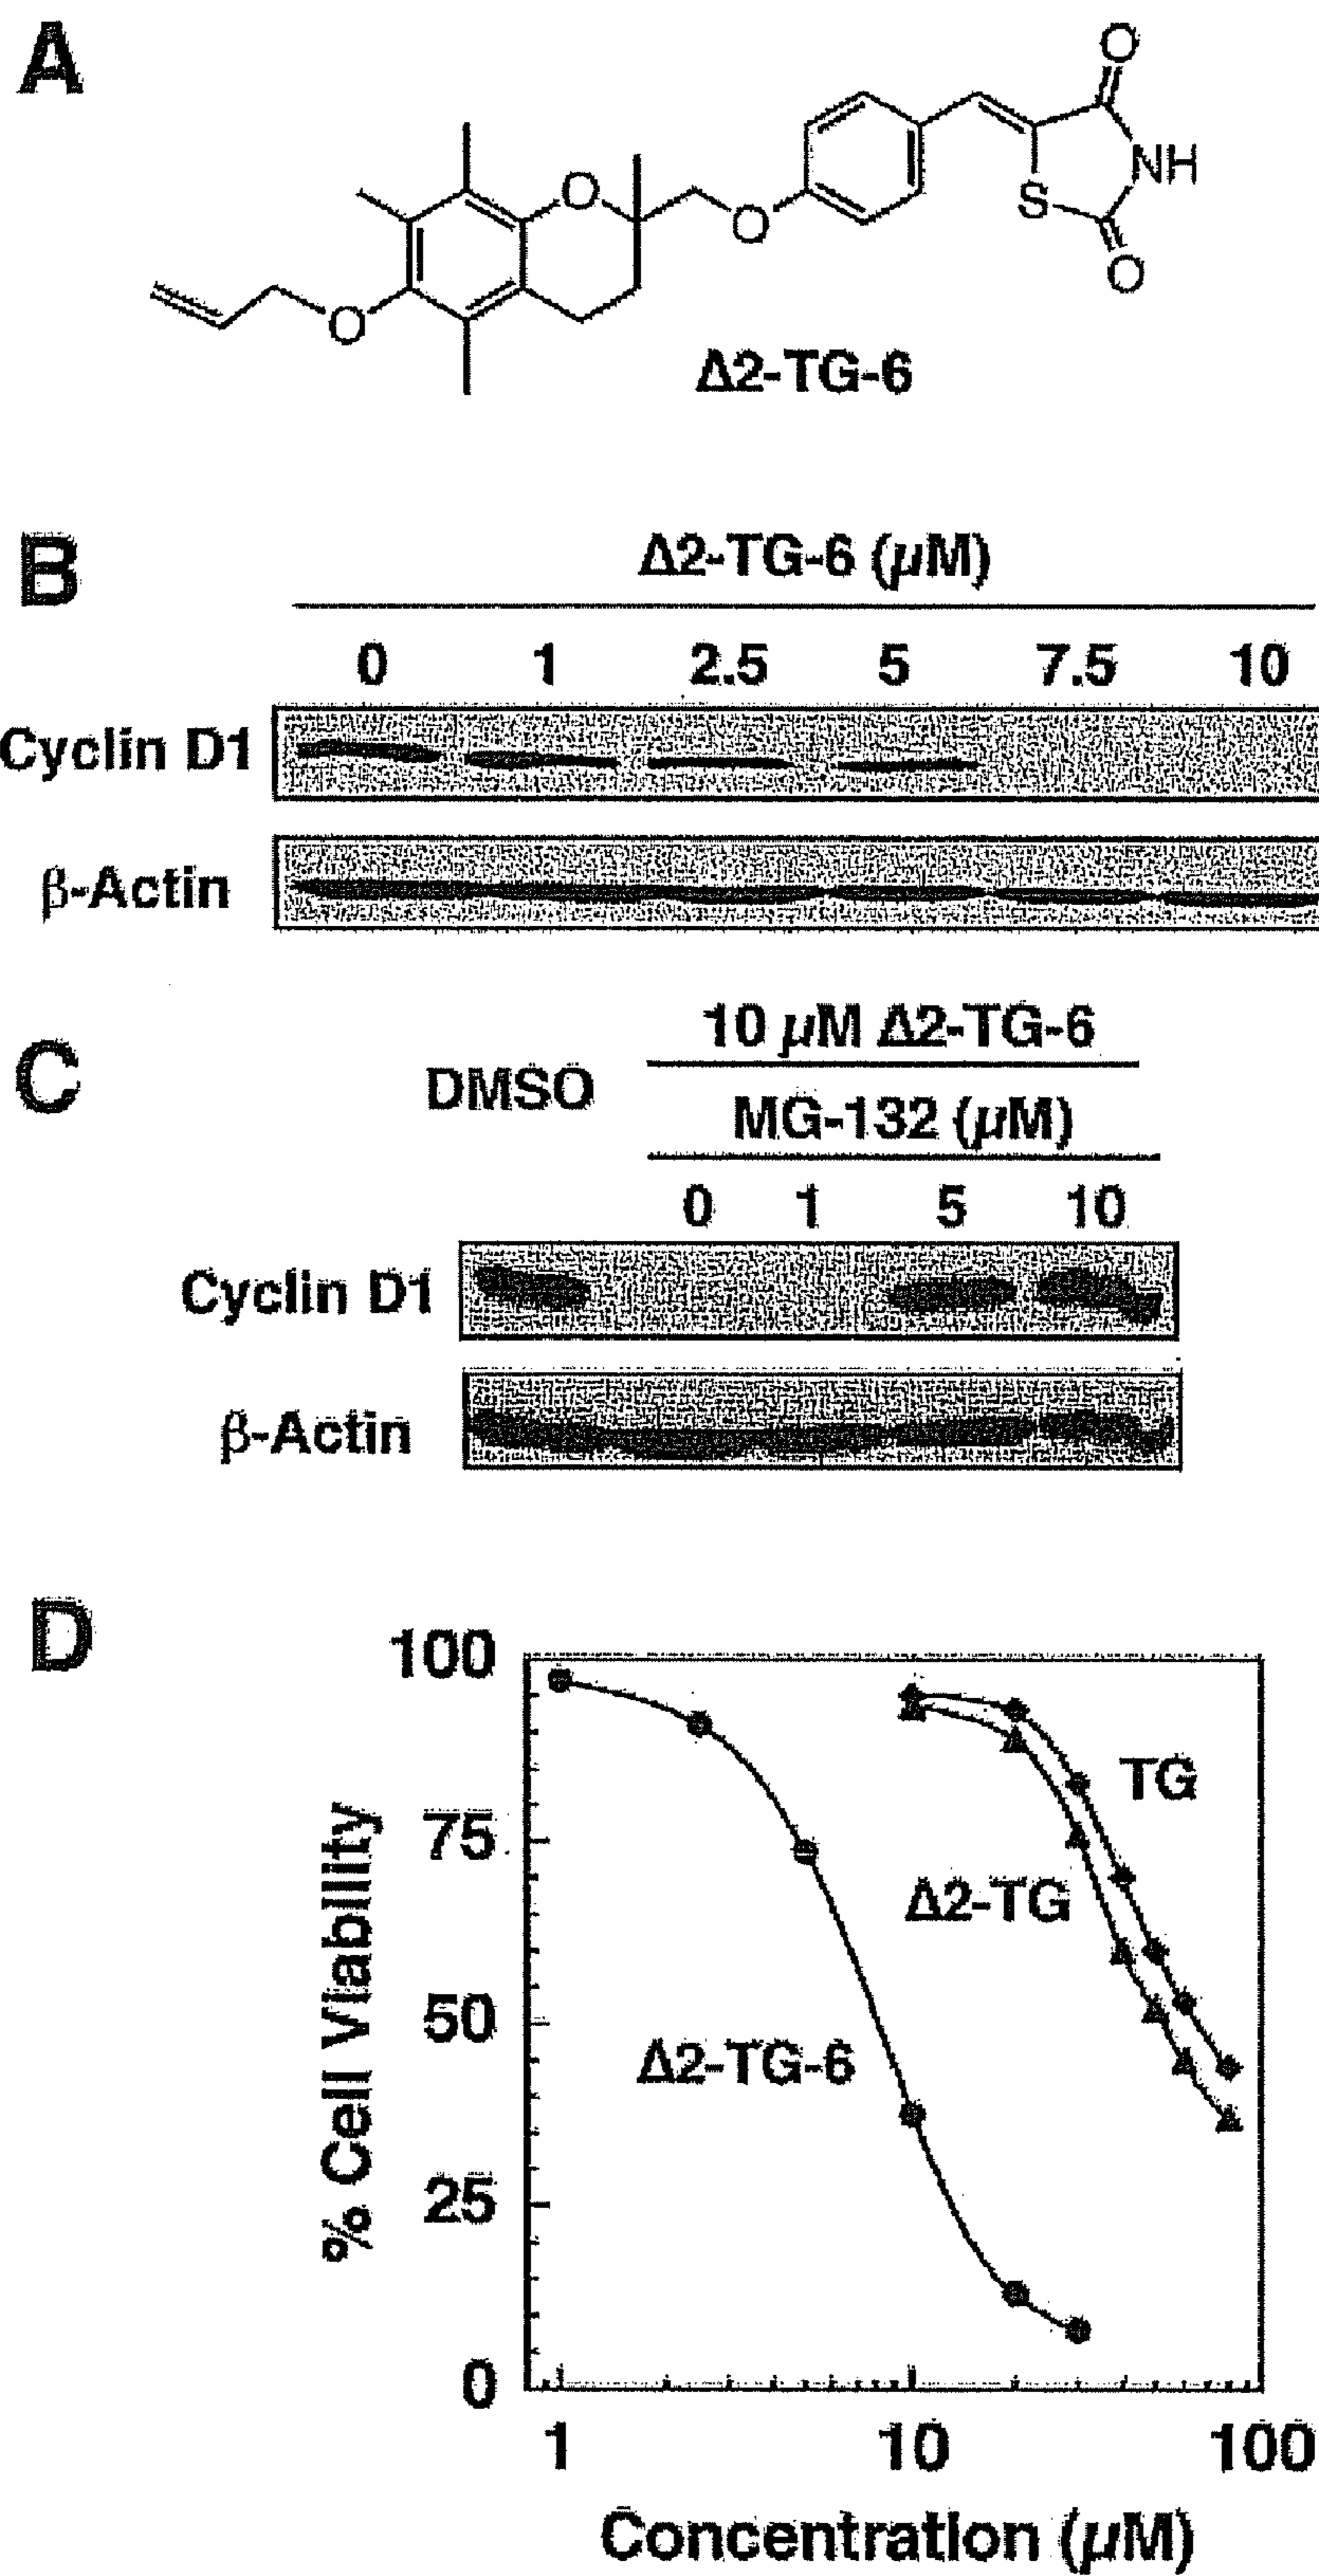 A
O
O
NH
S
O
O
O
Δ2-TG-6
B
Δ2-TG-6 (μM)
0 1 2.5 5 7.5 10
Cyclin D1
β-Actin
C
10 μM Δ2-TG-6
DMSO
MG-132 (μM)
0 1 5 10
Cyclin D1
β-Actin
D
100
75
50
25
0
% Cell Viability
TG
Δ2-TG
Δ2-TG-6
1 10 100
Concentration (μM)